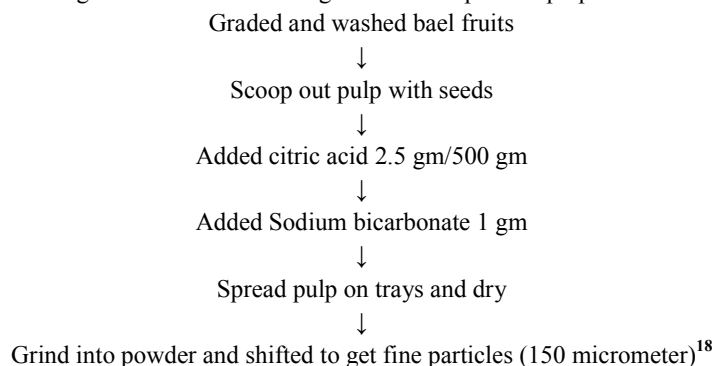 Graded and washed bael fruits
↓
Scoop out pulp with seeds
↓
Added citric acid 2.5 gm/500 gm
↓
Added Sodium bicarbonate 1 gm
↓
Spread pulp on trays and dry
↓
Grind into powder and shifted to get fine particles (150 micrometer)18